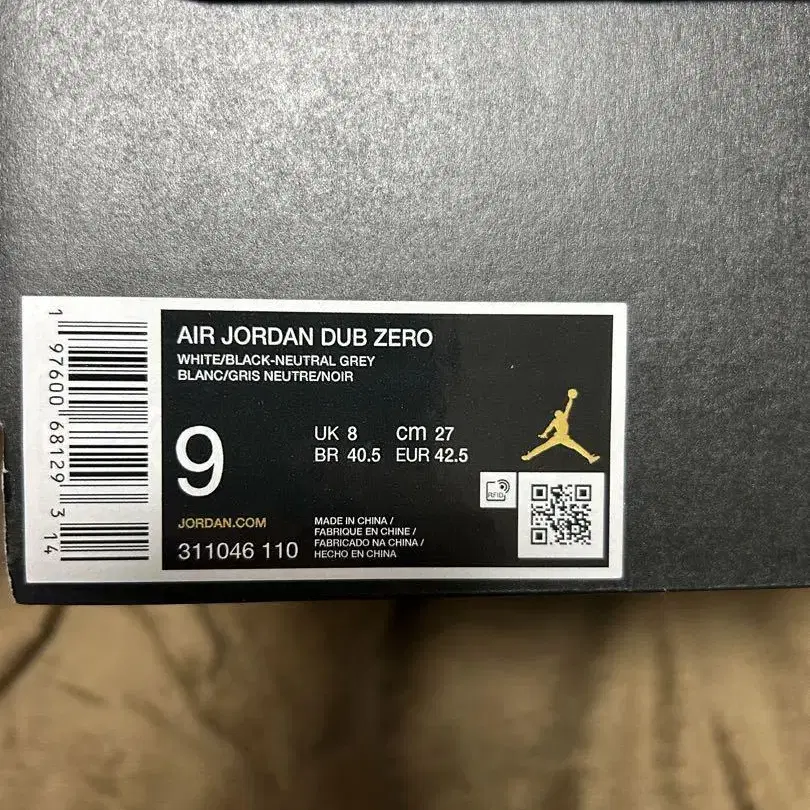 AIR JORDAN DUB ZERO
WHITE/BLACK-NEUTRAL GREY
BLANC/GRIS NEUTRE/NOIR
9
UK 8 cm 27
BR 40.5 EUR 42.5
JORDAN.COM
311046 110
MADE IN CHINA /
FABRIQUE EN CHINE /
FABRICADO NA CHINA /
HECHO EN CHINA
RFID
1 97600 68129 3 14